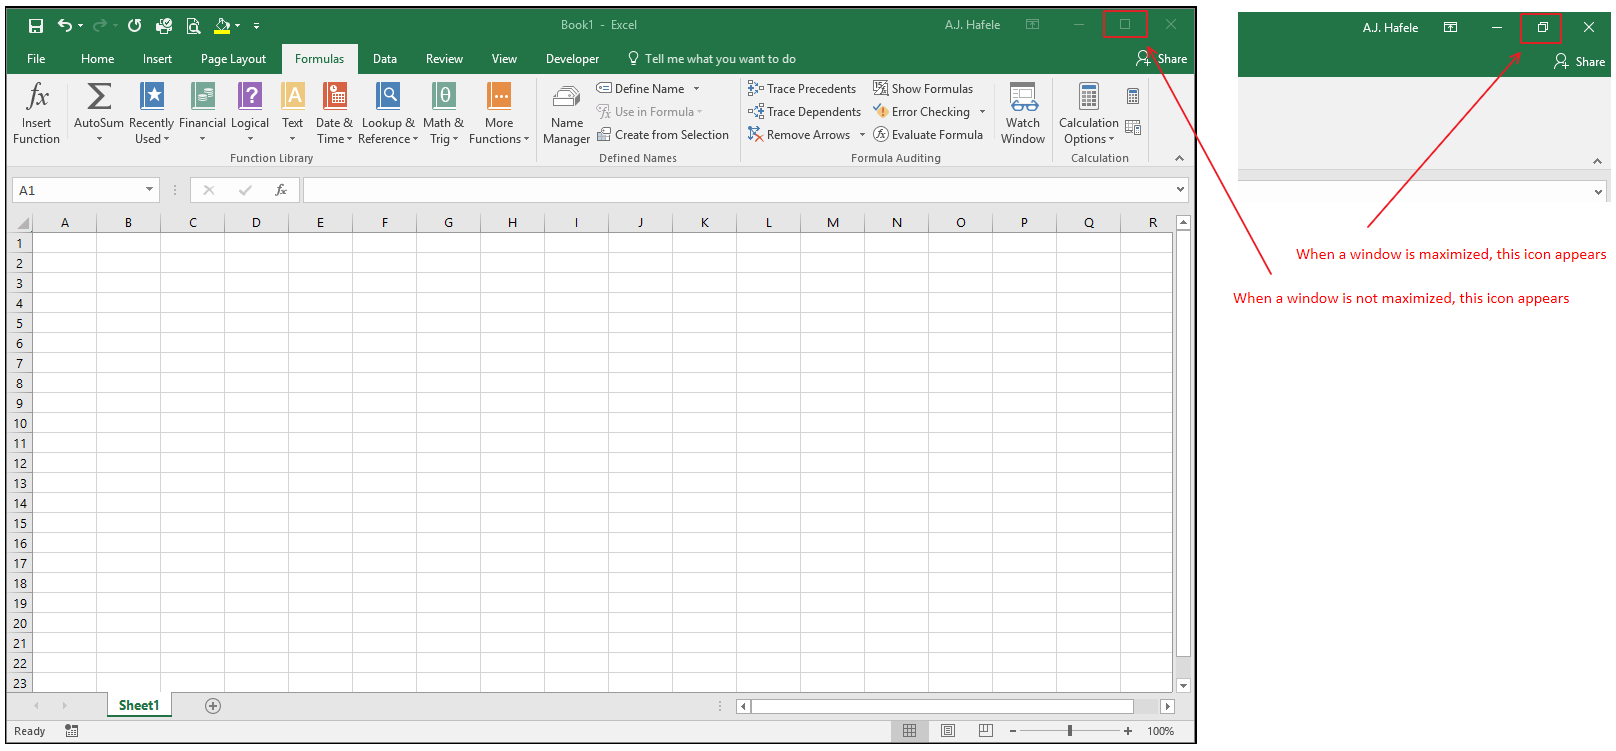 Book1 - Excel
A.J. Hafele
File Home Insert Page Layout Formulas Data Review View Developer Tell me what you want to do Share
fx Insert Function
Σ AutoSum
Recently Used
Financial
? Logical
A Text
Date & Time
Lookup & Reference
θ Math & Trig
More Functions
Function Library
Name Manager
Define Name
Use in Formula
Create from Selection
Defined Names
Trace Precedents
Trace Dependents
Remove Arrows
Show Formulas
Error Checking
fx Evaluate Formula
Formula Auditing
Watch Window
Calculation Options
Calculation
A1
fx
A B C D E F G H I J K L M N O P Q R
1
2
3
4
5
6
7
8
9
10
11
12
13
14
15
16
17
18
19
20
21
22
23
Sheet1
Ready
100%
A.J. Hafele
Share
When a window is maximized, this icon appears
When a window is not maximized, this icon appears